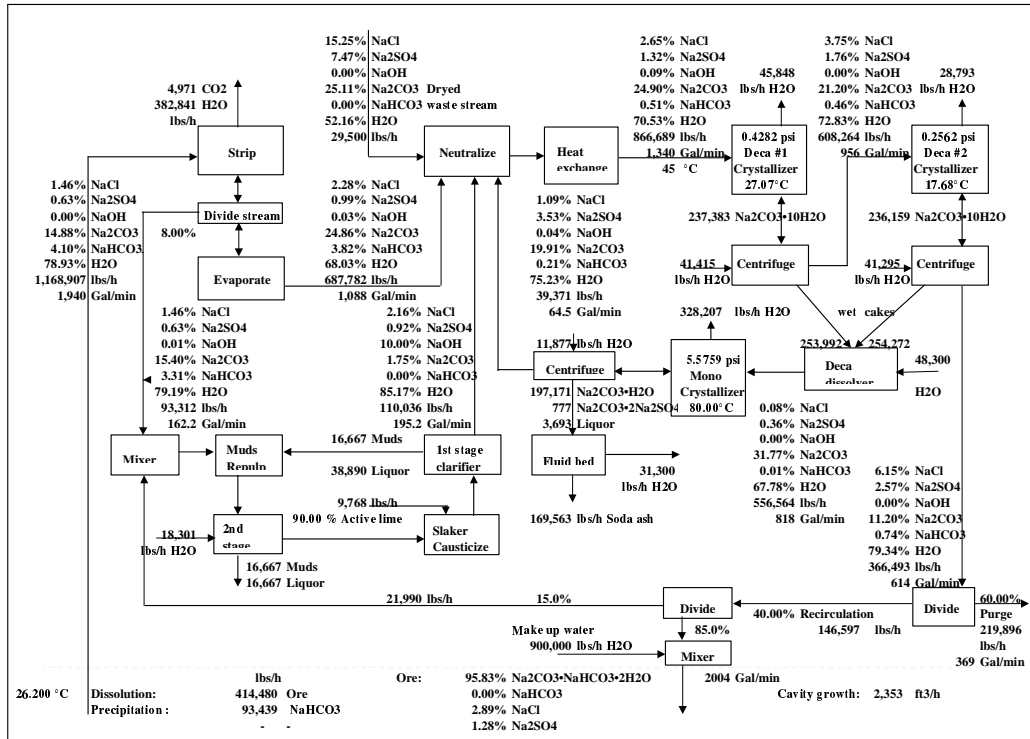 4,971 CO2
382,841 H2O
lbs/h
Strip
1.46% NaCl
0.63% Na2SO4
0.00% NaOH
14.88% Na2CO3
4.10% NaHCO3
78.93% H2O
1,168,907 lbs/h
1,940 Gal/min
Divide stream
8.00%
Evaporate
15.25% NaCl
7.47% Na2SO4
0.00% NaOH
25.11% Na2CO3 Dryed
0.00% NaHCO3 waste stream
52.16% H2O
29,500 lbs/h
Neutralize
2.28% NaCl
0.99% Na2SO4
0.03% NaOH
24.86% Na2CO3
3.82% NaHCO3
68.03% H2O
687,782 lbs/h
1,088 Gal/min
Heat
exchange
2.65% NaCl
1.32% Na2SO4
0.09% NaOH
24.90% Na2CO3
0.51% NaHCO3
70.53% H2O
866,689 lbs/h
1,340 Gal/min
45 °C
45,848
lbs/h H2O
0.4282 psi
Deca #1
Crystallizer
27.07°C
3.75% NaCl
1.76% Na2SO4
0.00% NaOH
21.20% Na2CO3
0.46% NaHCO3
72.83% H2O
608,264 lbs/h
956 Gal/min
28,793
lbs/h H2O
0.2562 psi
Deca #2
Crystallizer
17.68°C
237,383 Na2CO3•10H2O
236,159 Na2CO3•10H2O
41,415
lbs/h H2O
Centrifuge
41,295
lbs/h H2O
Centrifuge
wet cakes
253,992
254,272
Deca
dissolver
48,300
H2O
1.09% NaCl
3.53% Na2SO4
0.04% NaOH
19.91% Na2CO3
0.21% NaHCO3
75.23% H2O
39,371 lbs/h
64.5 Gal/min
328,207 lbs/h H2O
5.5759 psi
Mono
Crystallizer
80.00°C
11,877 lbs/h H2O
Centrifuge
197,171 Na2CO3•H2O
777 Na2CO3•2Na2SO4
3,693 Liquor
Fluid bed
31,300
lbs/h H2O
169,563 lbs/h Soda ash
0.08% NaCl
0.36% Na2SO4
0.00% NaOH
31.77% Na2CO3
0.01% NaHCO3
67.78% H2O
556,564 lbs/h
818 Gal/min
6.15% NaCl
2.57% Na2SO4
0.00% NaOH
11.20% Na2CO3
0.74% NaHCO3
79.34% H2O
366,493 lbs/h
614 Gal/min
1.46% NaCl
0.63% Na2SO4
0.01% NaOH
15.40% Na2CO3
3.31% NaHCO3
79.19% H2O
93,312 lbs/h
162.2 Gal/min
2.16% NaCl
0.92% Na2SO4
10.00% NaOH
1.75% Na2CO3
0.00% NaHCO3
85.17% H2O
110,036 lbs/h
195.2 Gal/min
Mixer
Muds
Repulp
16,667 Muds
38,890 Liquor
1st stage
clarifier
9,768 lbs/h
90.00 % Active lime
Slaker
Causticize
18,301
lbs/h H2O
2nd
stage
16,667 Muds
16,667 Liquor
21,990 lbs/h
15.0%
Divide
40.00% Recirculation
146,597 lbs/h
Divide
60.00%
Purge
219,896
lbs/h
369 Gal/min
85.0%
Make up water
900,000 lbs/h H2O
Mixer
2004 Gal/min
26.200 °C
lbs/h
Dissolution: 414,480 Ore
Precipitation : 93,439 NaHCO3
- -
Ore: 95.83% Na2CO3•NaHCO3•2H2O
0.00% NaHCO3
2.89% NaCl
1.28% Na2SO4
Cavity growth: 2,353 ft3/h